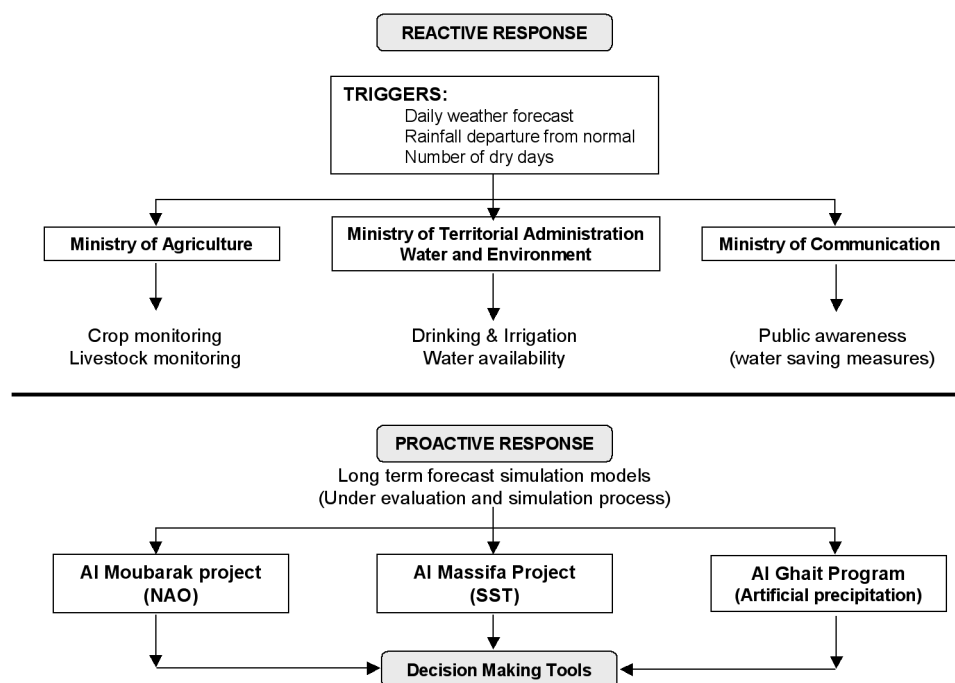 REACTIVE RESPONSE
TRIGGERS:
Daily weather forecast
Rainfall departure from normal
Number of dry days
Ministry of Agriculture
Ministry of Territorial Administration
Water and Environment
Ministry of Communication
Crop monitoring
Livestock monitoring
Drinking & Irrigation
Water availability
Public awareness
(water saving measures)
PROACTIVE RESPONSE
Long term forecast simulation models
(Under evaluation and simulation process)
Al Moubarak project
(NAO)
Al Massifa Project
(SST)
Al Ghait Program
(Artificial precipitation)
Decision Making Tools